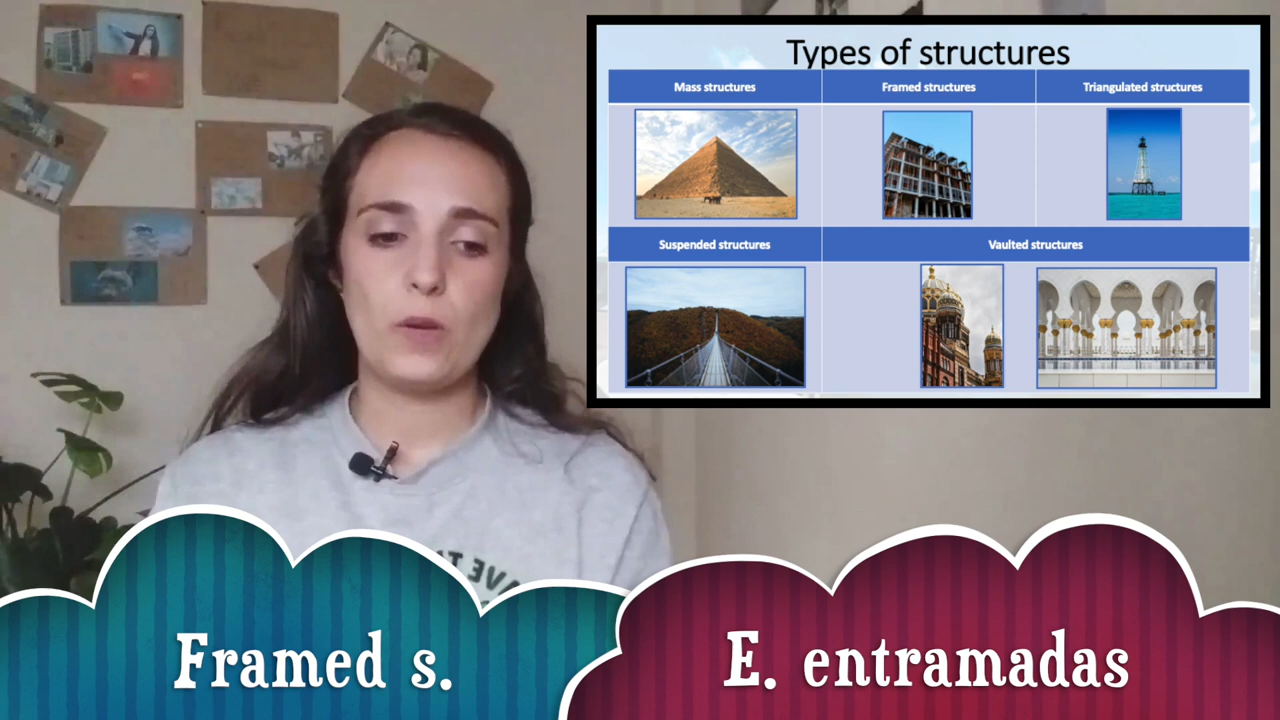 Types of structures
Mass structures
Framed structures
Triangulated structures
Suspended structures
Vaulted structures
Framed s.
E. entramadas